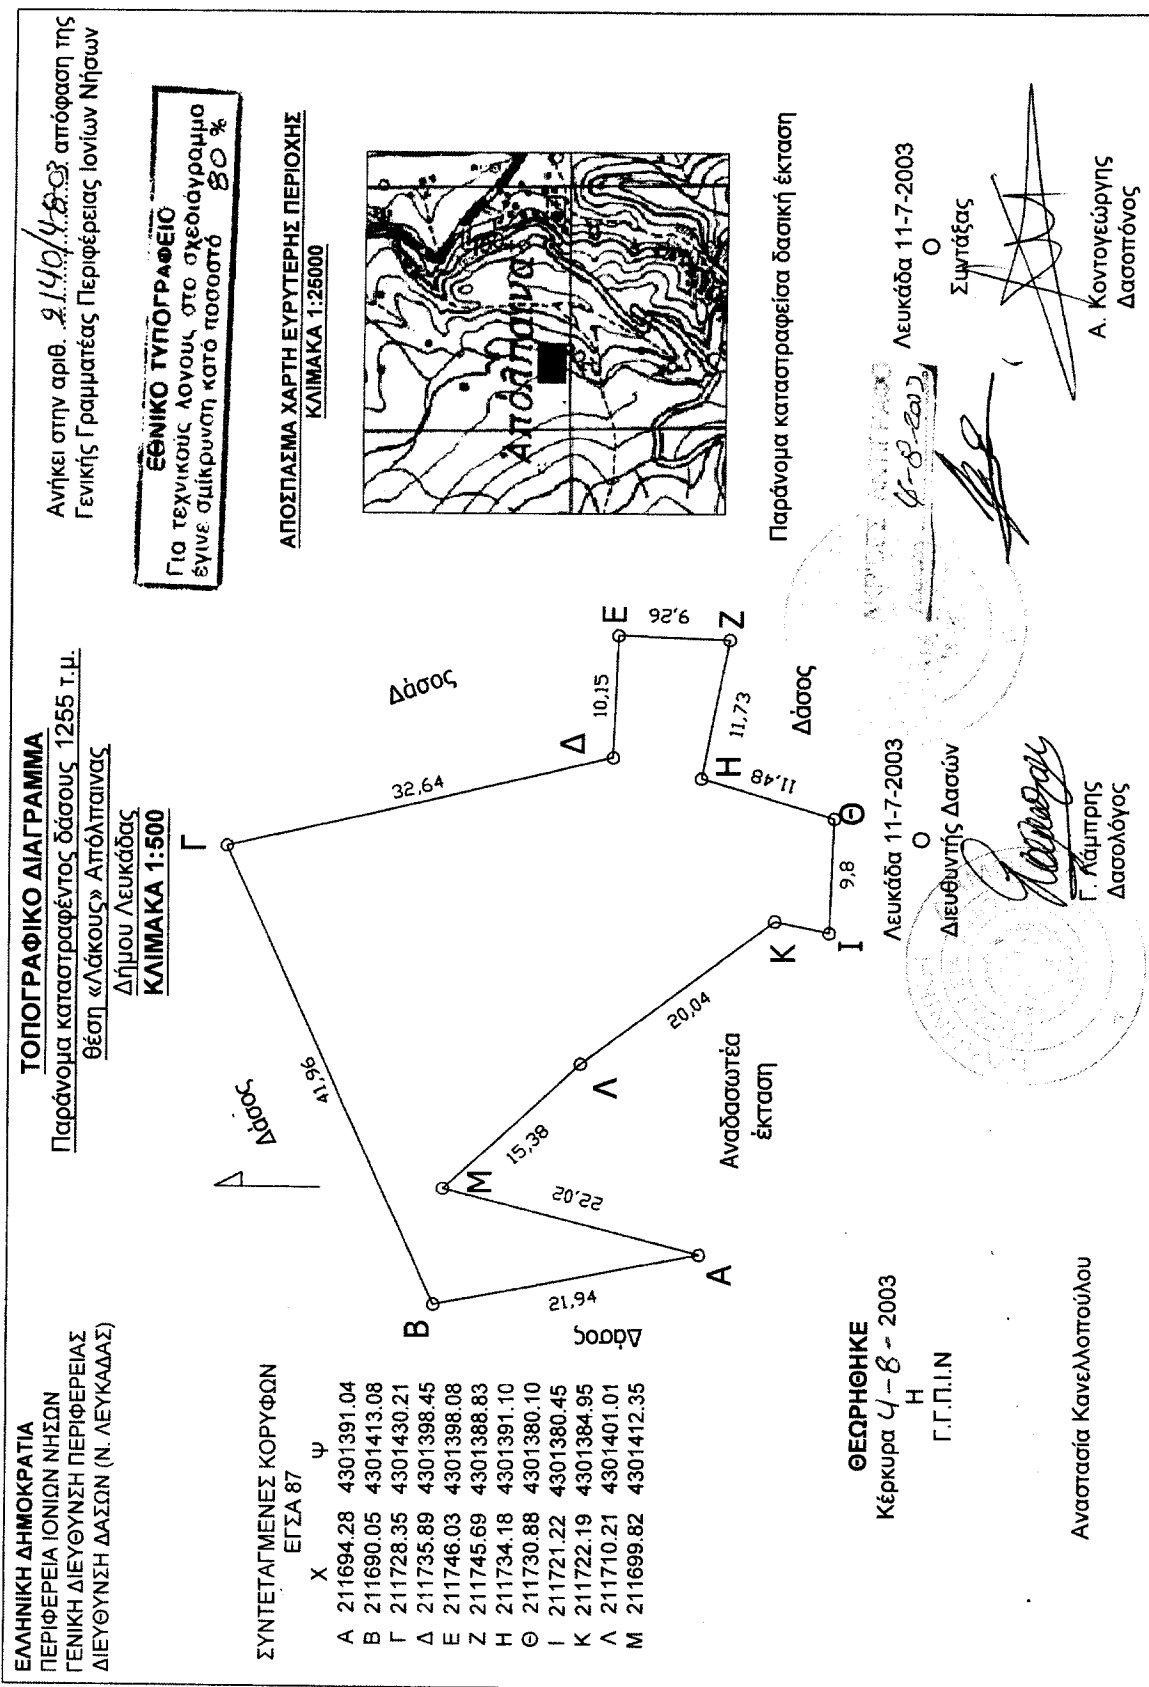 ΕΛΛΗΝΙΚΗ ΔΗΜΟΚΡΑΤΙΑ
ΠΕΡΙΦΕΡΕΙΑ ΙΟΝΙΩΝ ΝΗΣΩΝ
ΓΕΝΙΚΗ ΔΙΕΥΘΥΝΣΗ ΠΕΡΙΦΕΡΕΙΑΣ
ΔΙΕΥΘΥΝΣΗ ΔΑΣΩΝ (Ν. ΛΕΥΚΑΔΑΣ)
ΤΟΠΟΓΡΑΦΙΚΟ ΔΙΑΓΡΑΜΜΑ
Παράνομα καταστραφέντος δάσους 1255 τ.μ.
θέση «Λάκους» Απόλπαινας
Δήμου Λευκάδας
ΚΛΙΜΑΚΑ 1:500
Ανήκει στην αριθ. 9140/4803 απόφαση της
Γενικής Γραμματέας Περιφέρειας Ιονίων Νήσων
ΕΘΝΙΚΟ ΤΥΠΟΓΡΑΦΕΙΟ
Για τεχνικούς λόγους στο σχεδιάγραμμα
έγινε σμίκρυνση κατά ποσοστό 80 %
ΑΠΟΣΠΑΣΜΑ ΧΑΡΤΗ ΕΥΡΥΤΕΡΗΣ ΠΕΡΙΟΧΗΣ
ΚΛΙΜΑΚΑ 1:25000
Ἀπόλπαινα
Παράνομα καταστραφείσα δασική έκταση
ΣΥΝΤΕΤΑΓΜΕΝΕΣ ΚΟΡΥΦΩΝ
ΕΓΣΑ 87
Χ Ψ
Α 211694.28 4301391.04
Β 211690.05 4301413.08
Γ 211728.35 4301430.21
Δ 211735.89 4301398.45
Ε 211746.03 4301398.08
Ζ 211745.69 4301388.83
Η 211734.18 4301391.10
Θ 211730.88 4301380.10
Ι 211721.22 4301380.45
Κ 211722.19 4301384.95
Λ 211710.21 4301401.01
Μ 211699.82 4301412.35
Γ
Δάσος
41,96
32,64
Δάσος
Β
Μ
Δ
Ε
10,15
9,26
21,94
22,02
15,38
Λ
Δάσος
Α
20,04
Η
11,73
Ζ
11,48
Δάσος
Κ
Ι
9,8
Θ
Αναδασωτέα
έκταση
ΘΕΩΡΗΘΗΚΕ
Κέρκυρα 4-8-2003
Η
Γ.Γ.Π.Ι.Ν
Αναστασία Κανελλοπούλου
Λευκάδα 11-7-2003
Ο
Διευθυντής Δασών
Γ. Λάμπρης
Δασολόγος
4-8-2003
Λευκάδα 11-7-2003
Ο
Συντάξας
Α. Κοντογεώργης
Δασοπόνος